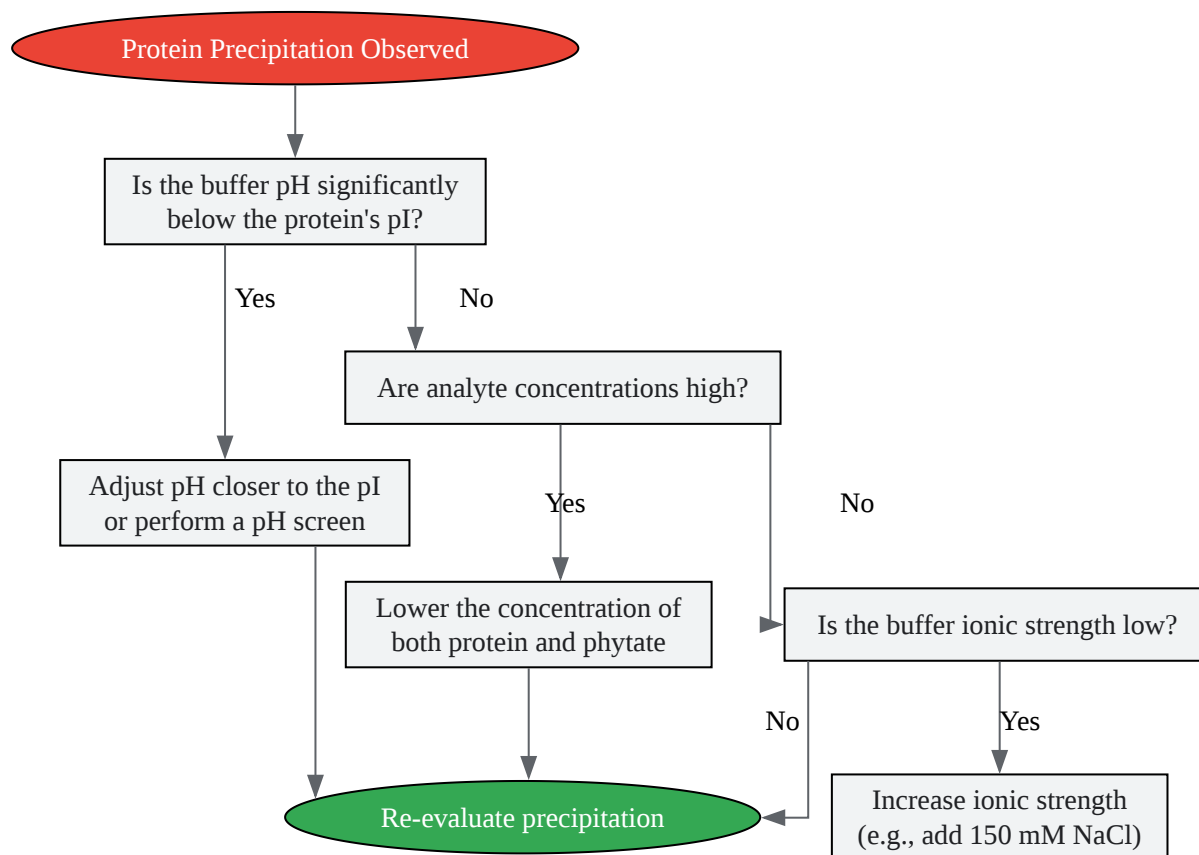 Protein Precipitation Observed
Is the buffer pH significantly
below the protein's pI?
Yes
No
Are analyte concentrations high?
Adjust pH closer to the pI
or perform a pH screen
Yes
No
Lower the concentration of
both protein and phytate
Is the buffer ionic strength low?
No
Yes
Re-evaluate precipitation
Increase ionic strength
(e.g., add 150 mM NaCl)